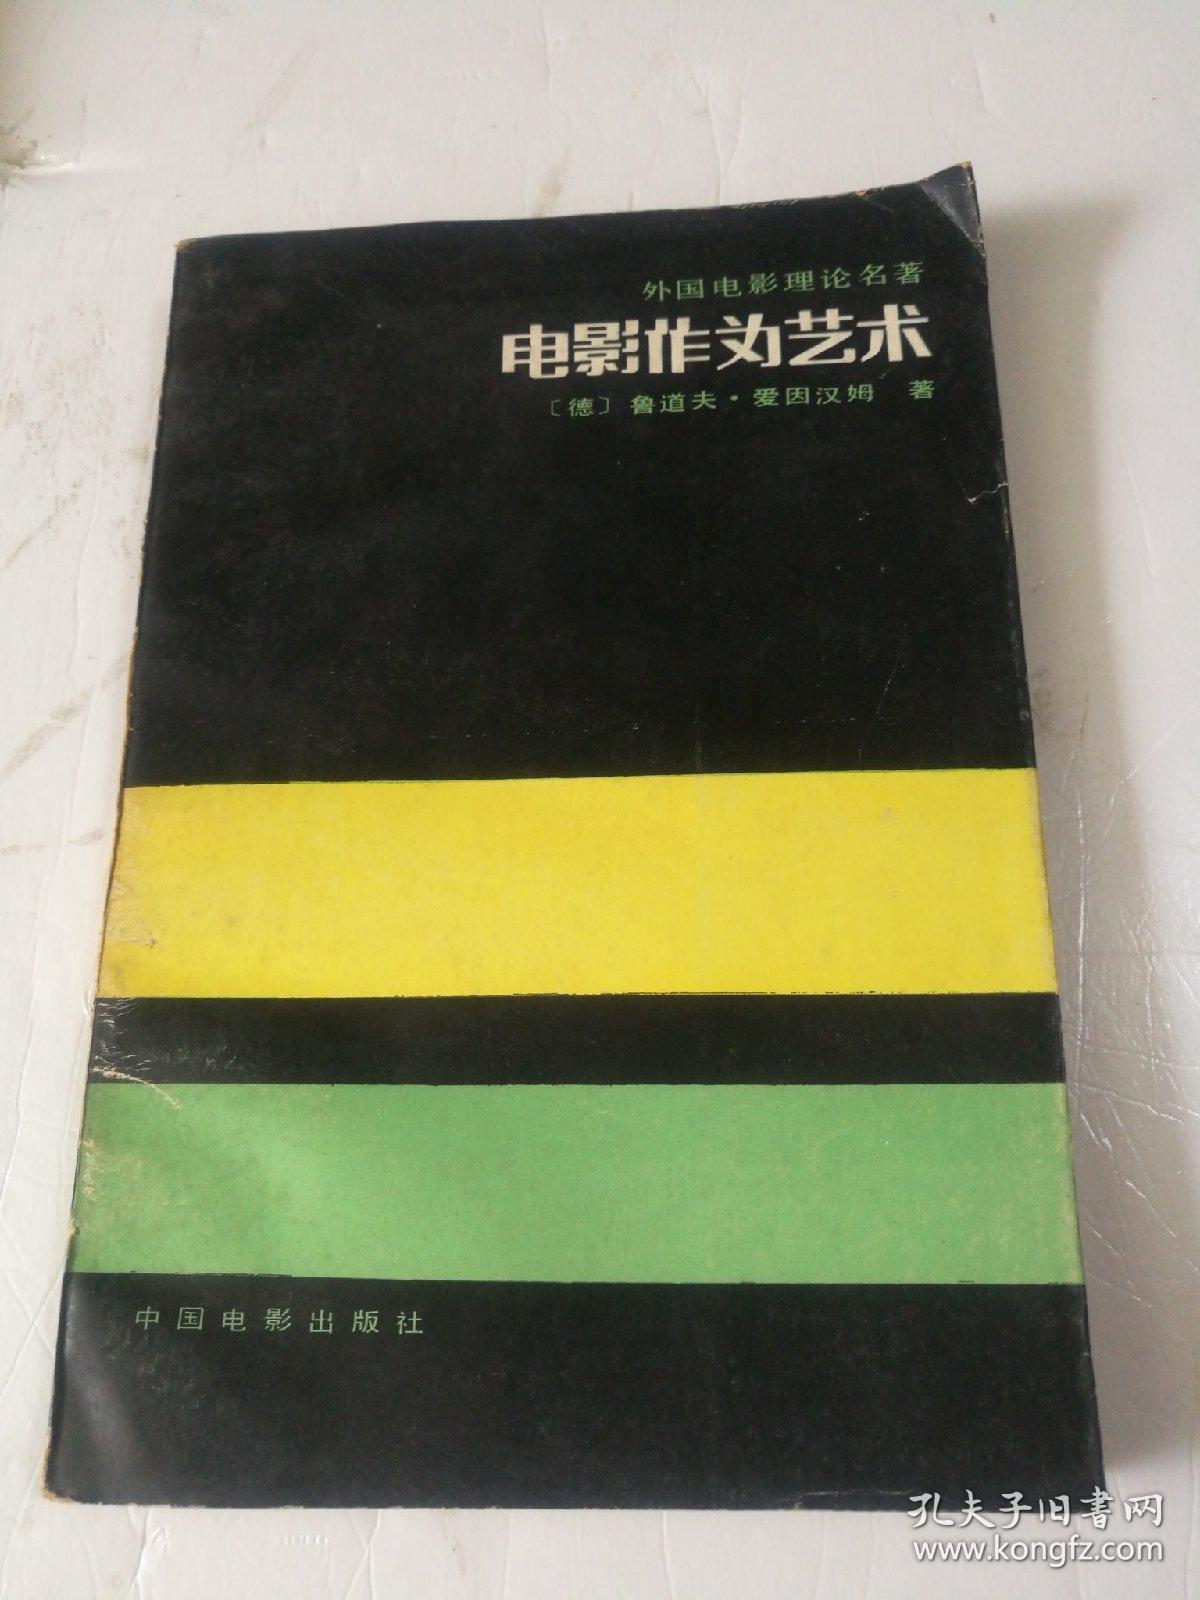 外国电影理论名著
电影作为艺术
〔德〕鲁道夫·爱因汉姆 著
中国电影出版社
孔夫子旧书网
www.kongfz.com